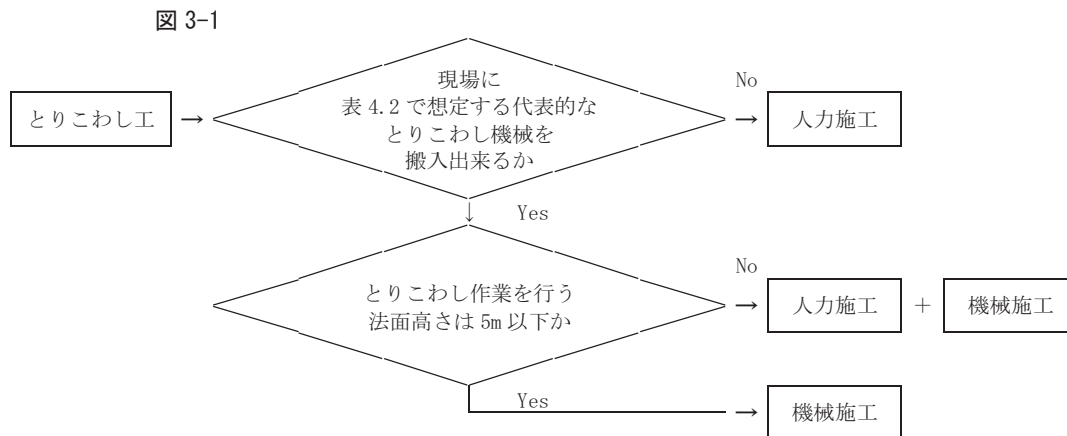 図 3-1
現場に
表 4.2 で想定する代表的な
とりこわし機械を
搬入出来るか
とりこわし工
→
No
→
人力施工
↓ Yes
とりこわし作業を行う
法面高さは 5m 以下か
No
→
人力施工 + 機械施工
Yes
→
機械施工